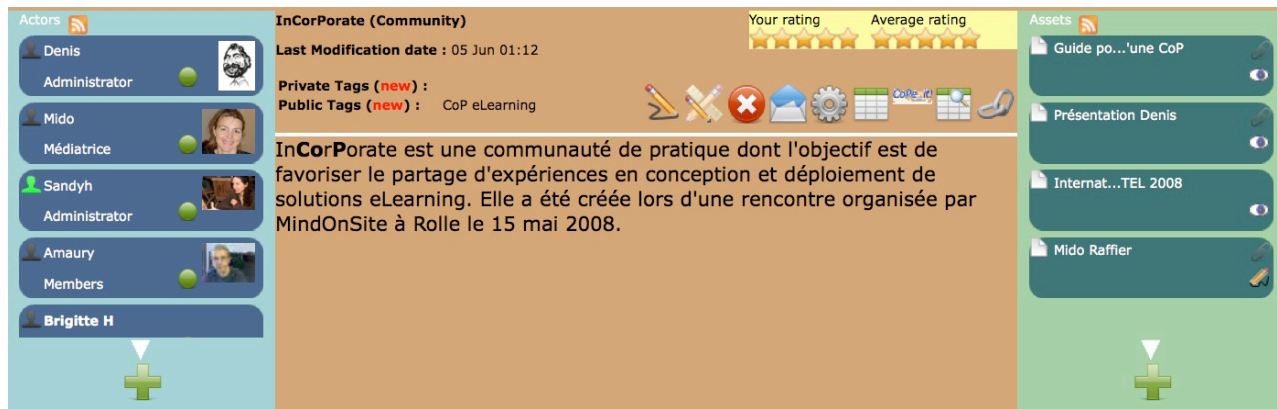 Actors
Denis
Administrator
Mido
Médiatrice
Sandyh
Administrator
Amaury
Members
Brigitte H
InCorPorate (Community)
Your rating
Average rating
Last Modification date : 05 Jun 01:12
Private Tags (new) :
Public Tags (new) : CoP eLearning
CoPe_it!
InCorPorate est une communauté de pratique dont l'objectif est de
favoriser le partage d'expériences en conception et déploiement de
solutions eLearning. Elle a été créée lors d'une rencontre organisée par
MindOnSite à Rolle le 15 mai 2008.
Assets
Guide po...'une CoP
Présentation Denis
Internat...TEL 2008
Mido Raffier